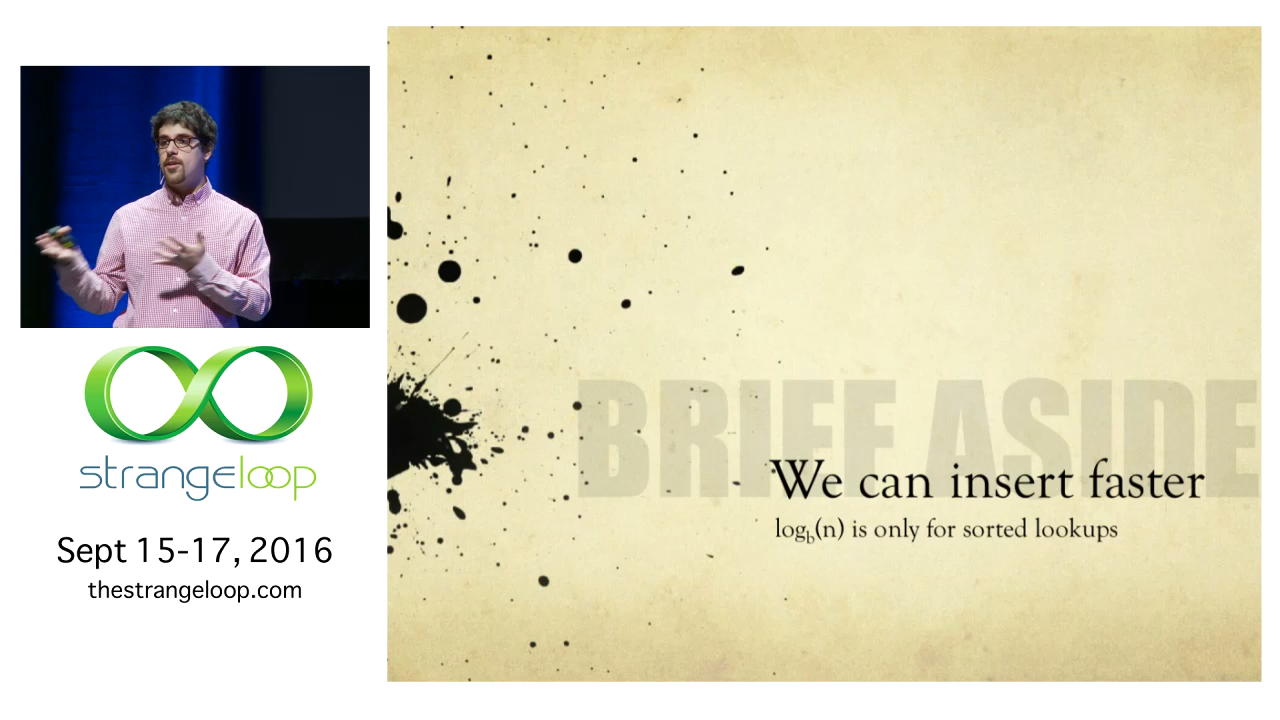 strangeloop
Sept 15-17, 2016
thestrangeloop.com
BRIEF ASIDE
We can insert faster
log_b(n) is only for sorted lookups